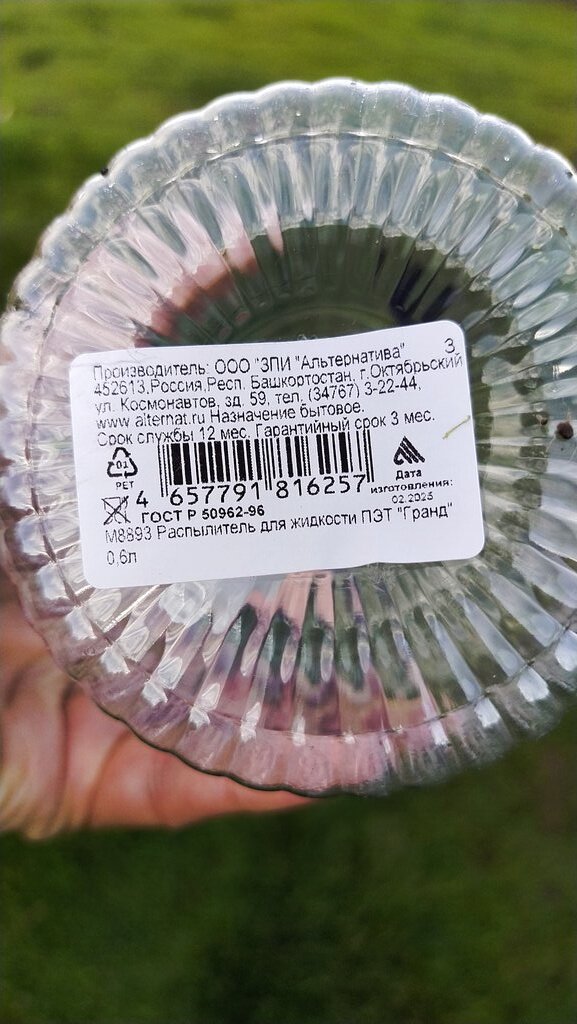 Производитель: ООО "ЗПИ "Альтернатива" З
452613,Россия,Респ. Башкортостан, г.Октябрьский
ул. Космонавтов, зд. 59, тел. (34767) 3-22-44,
www.alternat.ru Назначение бытовое.
Срок службы 12 мес. Гарантийный срок 3 мес.
01
PET
Дата
изготовления:
02.2025
4 657791 816257
ГОСТ Р 50962-96
М8893 Распылитель для жидкости ПЭТ "Гранд"
0,6л